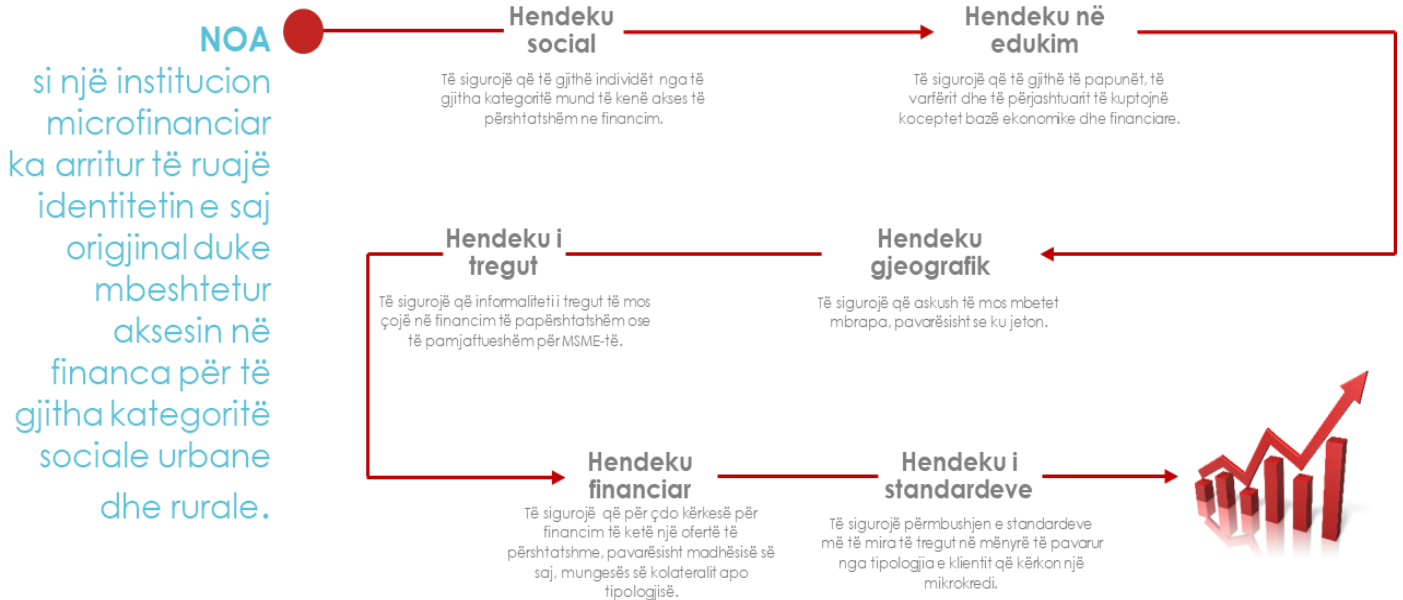 NOA
si një institucion
microfinanciar
ka arritur të ruajë
identitetin e saj
origjinal duke
mbeshtetur
aksesin në
financa për të
gjitha kategoritë
sociale urbane
dhe rurale.
Hendeku
social
Të sigurojë që të gjithë individët nga të
gjitha kategoritë mund të kenë akses të
përshtatshëm ne financim.
Hendeku në
edukim
Të sigurojë që të gjithë të papunët, të
varfërit dhe të përjashtuarit të kuptojnë
koceptet bazë ekonomike dhe financiare.
Hendeku
gjeografik
Të sigurojë që askush të mos mbetet
mbrapa, pavarësisht se ku jeton.
Hendeku i
tregut
Të sigurojë që informaliteti i tregut të mos
çojë në financim të papërshtatshëm ose
të pamjaftueshëm për MSME-të.
Hendeku
financiar
Të sigurojë që për çdo kërkesë për
financim të ketë një ofertë të
përshtatshme, pavarësisht madhësisë së
saj, mungesës së kolateralit apo
tipologjisë.
Hendeku i
standardeve
Të sigurojë përmbushjen e standardeve
më të mira të tregut në mënyrë të pavarur
nga tipologjia e klientit që kërkon një
mikrokredi.